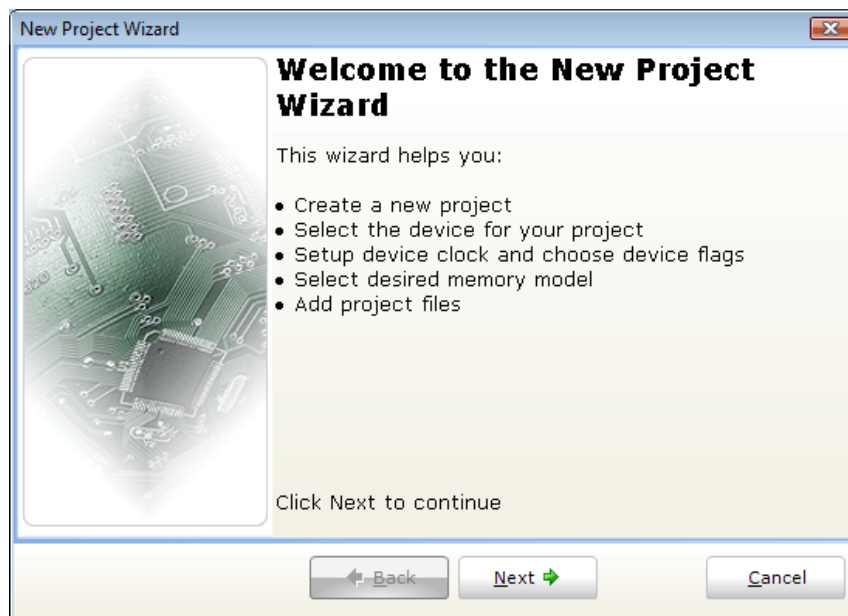 New Project Wizard
Welcome to the New Project
Wizard
This wizard helps you:
• Create a new project
• Select the device for your project
• Setup device clock and choose device flags
• Select desired memory model
• Add project files
Click Next to continue
Back
Next
Cancel